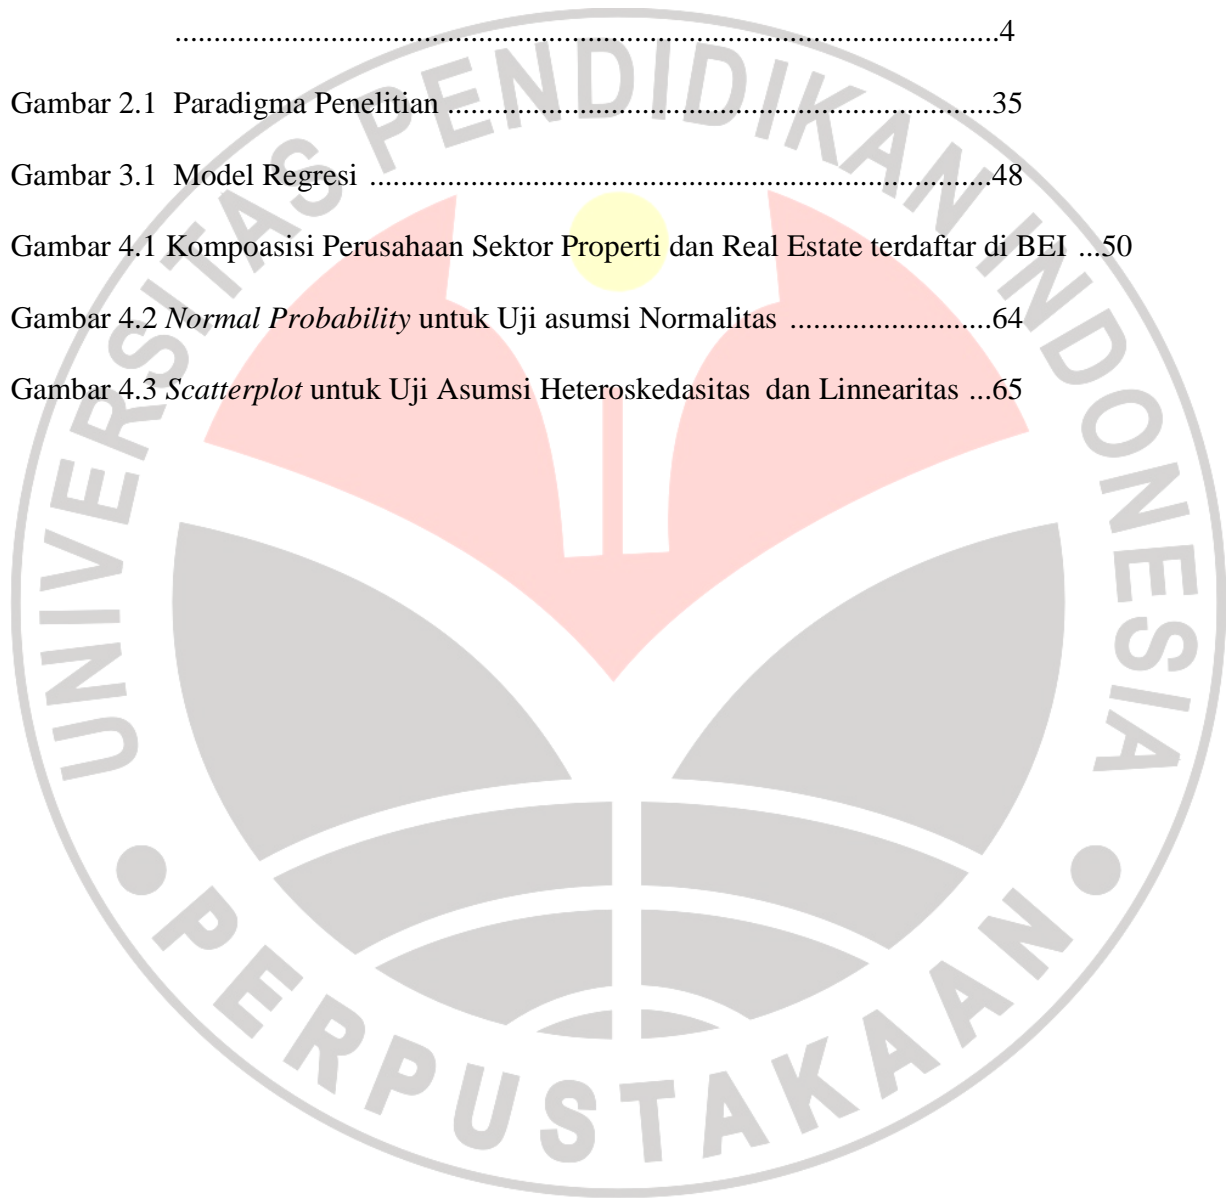 ...........................................................................................................4
Gambar 2.1  Paradigma Penelitian ........................................................................35
Gambar 3.1  Model Regresi ................................................................................48
Gambar 4.1 Kompoasisi Perusahaan Sektor Properti dan Real Estate terdaftar di BEI ...50
Gambar 4.2 Normal Probability untuk Uji asumsi Normalitas ..........................64
Gambar 4.3 Scatterplot untuk Uji Asumsi Heteroskedasitas  dan Linnearitas ...65
UNIVERSITAS PENDIDIKAN INDONESIA
PERPUSTAKAAN